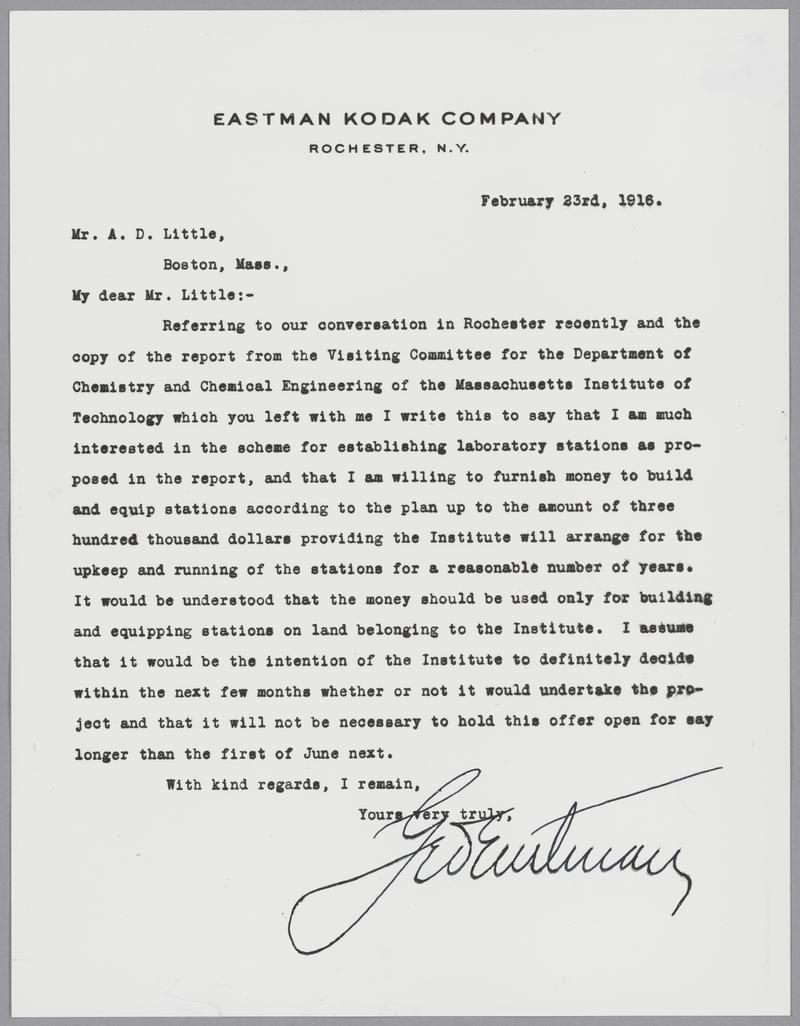 EASTMAN KODAK COMPANY
ROCHESTER, N.Y.
February 23rd, 1916.
Mr. A. D. Little,
Boston, Mass.,
My dear Mr. Little:-
Referring to our conversation in Rochester recently and the
copy of the report from the Visiting Committee for the Department of
Chemistry and Chemical Engineering of the Massachusetts Institute of
Technology which you left with me I write this to say that I am much
interested in the scheme for establishing laboratory stations as pro-
posed in the report, and that I am willing to furnish money to build
and equip stations according to the plan up to the amount of three
hundred thousand dollars providing the Institute will arrange for the
upkeep and running of the stations for a reasonable number of years.
It would be understood that the money should be used only for building
and equipping stations on land belonging to the Institute. I assume
that it would be the intention of the Institute to definitely decide
within the next few months whether or not it would undertake the pro-
ject and that it will not be necessary to hold this offer open for say
longer than the first of June next.
With kind regards, I remain,
Yours very truly,
Geo Eastman